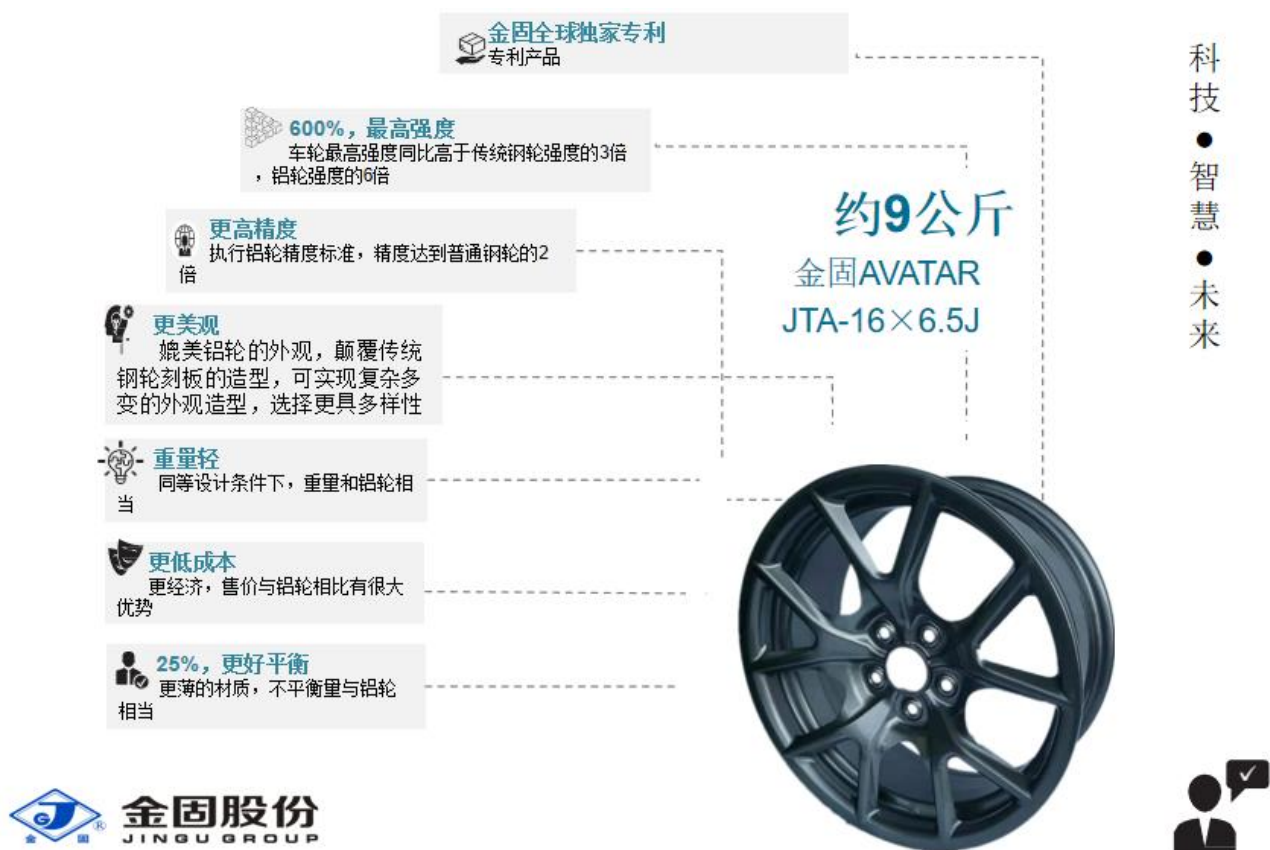 金固全球独家专利
专利产品
600%，最高强度
车轮最高强度同比高于传统钢轮强度的3倍
，铝轮强度的6倍
更高精度
执行铝轮精度标准，精度达到普通钢轮的2
倍
更美观
媲美铝轮的外观，颠覆传统
钢轮刻板的造型，可实现复杂多
变的外观造型，选择更具多样性
重量轻
同等设计条件下，重量和铝轮相
当
更低成本
更经济，售价与铝轮相比有很大
优势
25%，更好平衡
更薄的材质，不平衡量与铝轮
相当
约9公斤
金固AVATAR
JTA-16×6.5J
科技●智慧●未来
G J ®
金 固
金固股份
JINGU GROUP